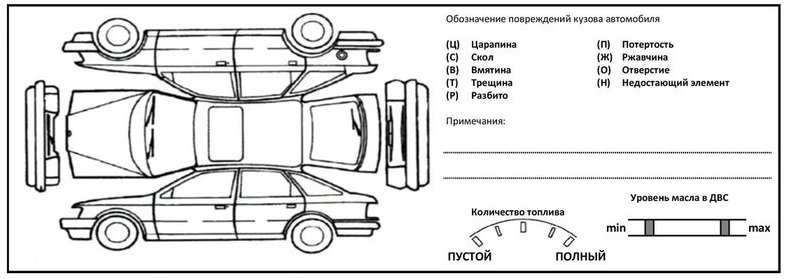 Обозначение повреждений кузова автомобиля
(Ц) Царапина (П) Потертость
(С) Скол (Ж) Ржавчина
(В) Вмятина (О) Отверстие
(Т) Трещина (Н) Недостающий элемент
(Р) Разбито
Примечания:
Количество топлива
ПУСТОЙ ПОЛНЫЙ
Уровень масла в ДВС
min max